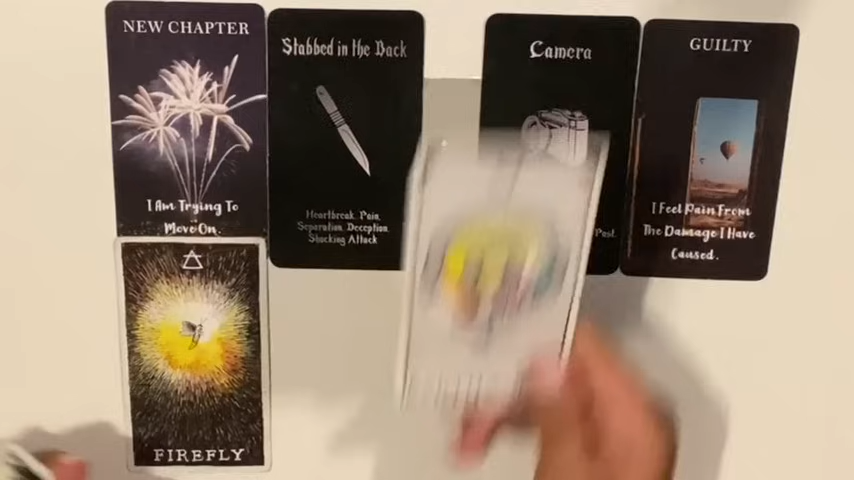 NEW CHAPTER
I Am Trying To
Move On.
Stabbed in the Back
Heartbreak, Pain,
Separation, Deception,
Shocking Attack
Camera
Past.
GUILTY
I Feel Pain From
The Damage I Have
Caused.
FIREFLY